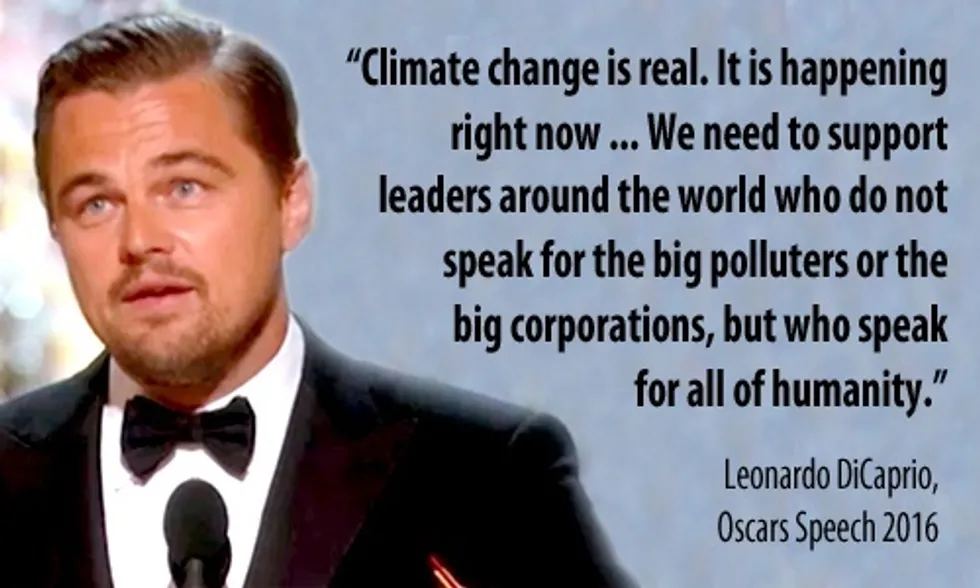 “Climate change is real. It is happening
right now ... We need to support
leaders around the world who do not
speak for the big polluters or the
big corporations, but who speak
for all of humanity.”
Leonardo DiCaprio,
Oscars Speech 2016